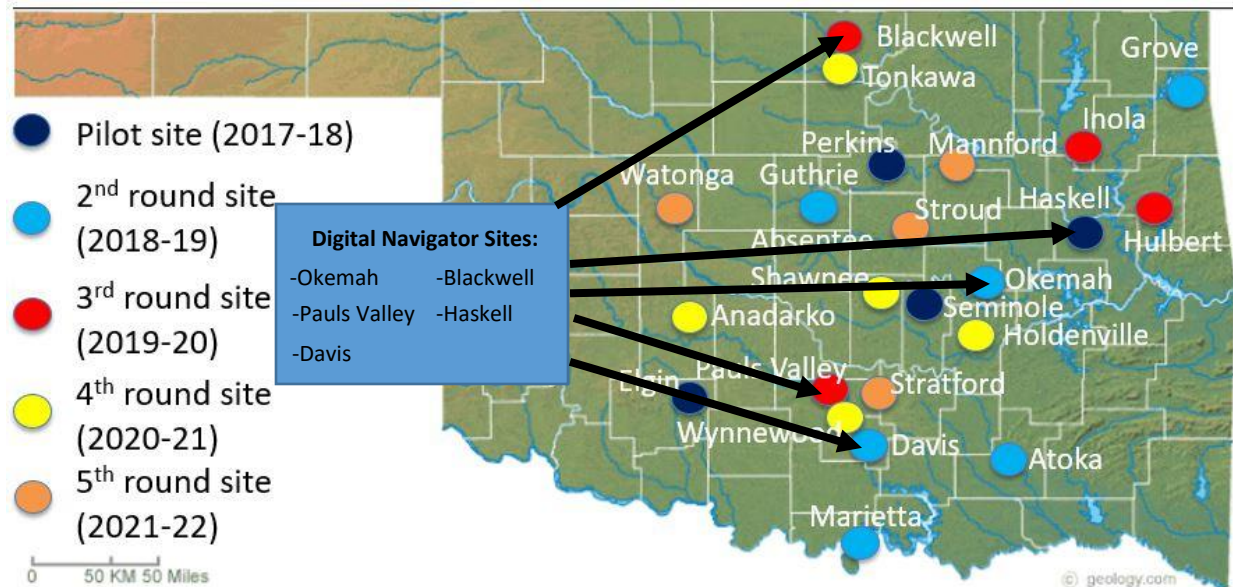 Pilot site (2017-18)
2nd round site
(2018-19)
3rd round site
(2019-20)
4th round site
(2020-21)
5th round site
(2021-22)
0 50 KM 50 Miles
Digital Navigator Sites:
-Okemah -Blackwell
-Pauls Valley -Haskell
-Davis
Blackwell
Grove
Tonkawa
Inola
Perkins
Mannford
Watonga
Guthrie
Haskell
Stroud
Absentee
Shawnee
Hulbert
Okemah
Seminole
Anadarko
Holdenville
Pauls Valley
Elgin
Stratford
Wynnewood
Davis
Atoka
Marietta
© geology.com